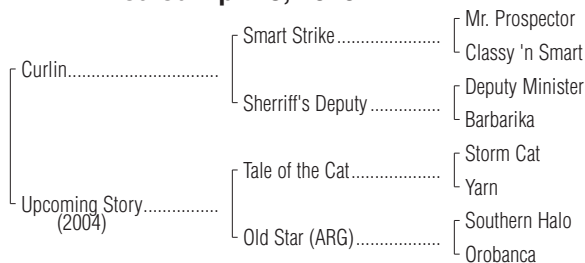 Mr. Prospector
Smart Strike....................
Classy 'n Smart
Curlin..............................
Deputy Minister
Sherriff's Deputy ..............
Barbarika
Storm Cat
Tale of the Cat.................
Yarn
Upcoming Story...............
(2004)
Southern Halo
Old Star (ARG)................
Orobanca